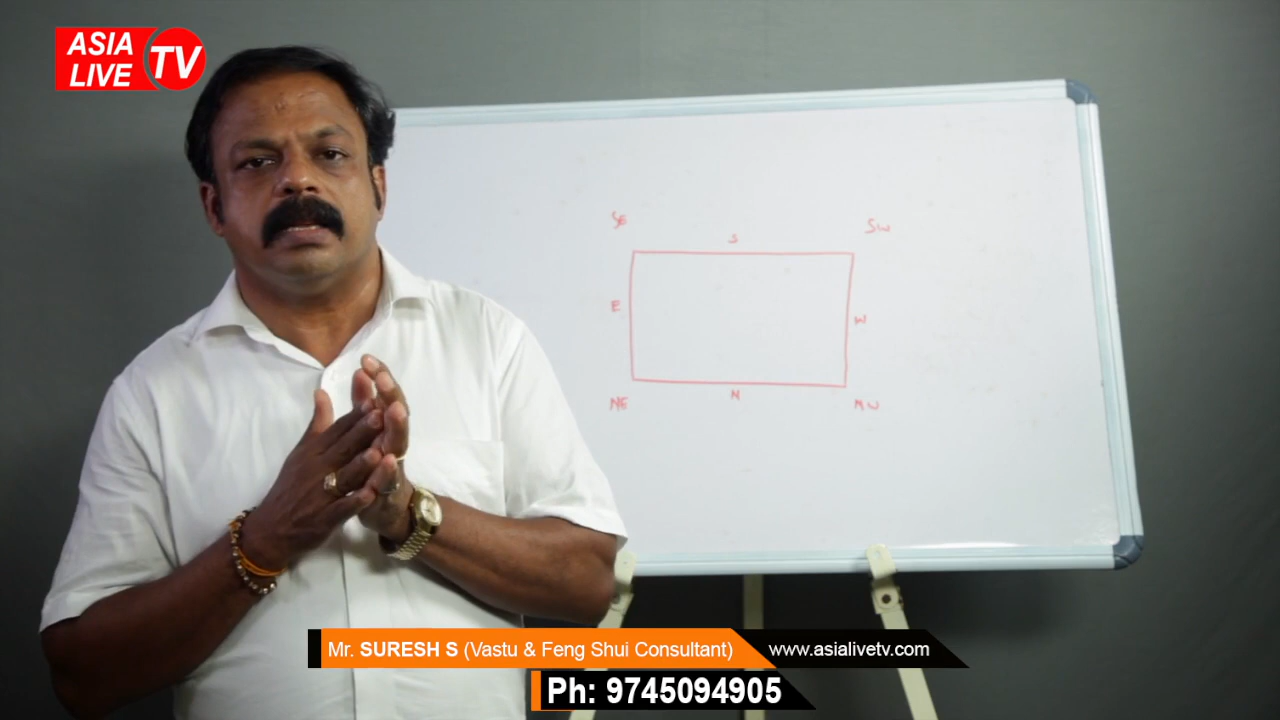 ASIA
LIVE
TV
SE
S
SW
E
W
NE
N
NW
Mr. SURESH S (Vastu & Feng Shui Consultant)
www.asialivetv.com
Ph: 9745094905